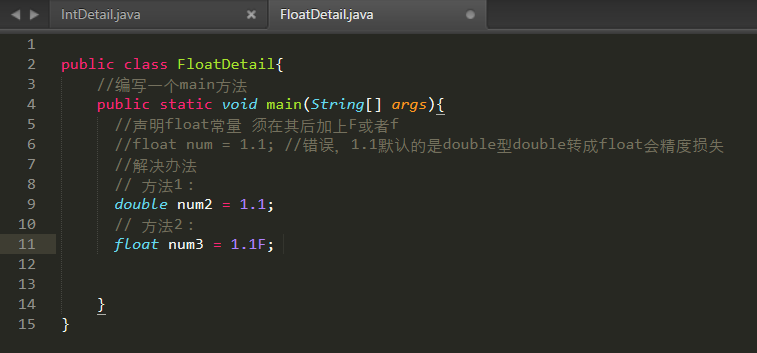 IntDetail.java
FloatDetail.java
1
2 public class FloatDetail{
3 //编写一个main方法
4 public static void main(String[] args){
5 //声明float常量 须在其后加上F或者f
6 //float num = 1.1; //错误，1.1默认的是double型double转成float会精度损失
7 //解决办法
8 // 方法1：
9 double num2 = 1.1;
10 // 方法2：
11 float num3 = 1.1F;
12
13
14 }
15 }